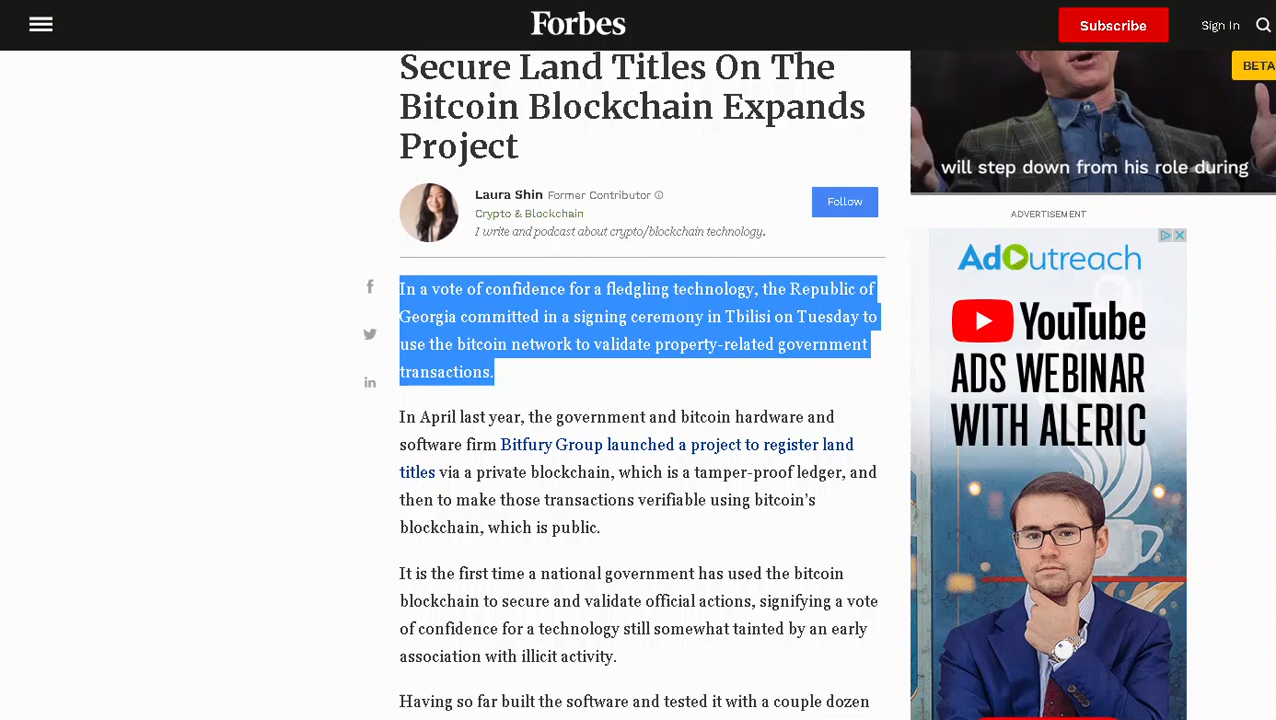 Forbes
Subscribe
Sign In
BETA
Secure Land Titles On The
Bitcoin Blockchain Expands
Project
Laura Shin Former Contributor
Crypto & Blockchain
I write and podcast about crypto/blockchain technology.
Follow
In a vote of confidence for a fledgling technology, the Republic of
Georgia committed in a signing ceremony in Tbilisi on Tuesday to
use the bitcoin network to validate property-related government
transactions.
In April last year, the government and bitcoin hardware and
software firm Bitfury Group launched a project to register land
titles via a private blockchain, which is a tamper-proof ledger, and
then to make those transactions verifiable using bitcoin's
blockchain, which is public.
It is the first time a national government has used the bitcoin
blockchain to secure and validate official actions, signifying a vote
of confidence for a technology still somewhat tainted by an early
association with illicit activity.
Having so far built the software and tested it with a couple dozen
will step down from his role during
ADVERTISEMENT
AdOutreach
YouTube
ADS WEBINAR
WITH ALERIC